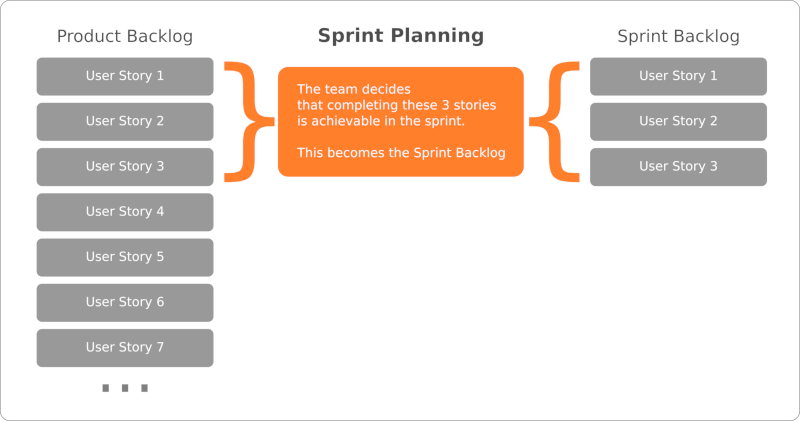 Product Backlog
User Story 1
User Story 2
User Story 3
User Story 4
User Story 5
User Story 6
User Story 7
...
Sprint Planning
The team decides
that completing these 3 stories
is achievable in the sprint.
This becomes the Sprint Backlog
Sprint Backlog
User Story 1
User Story 2
User Story 3